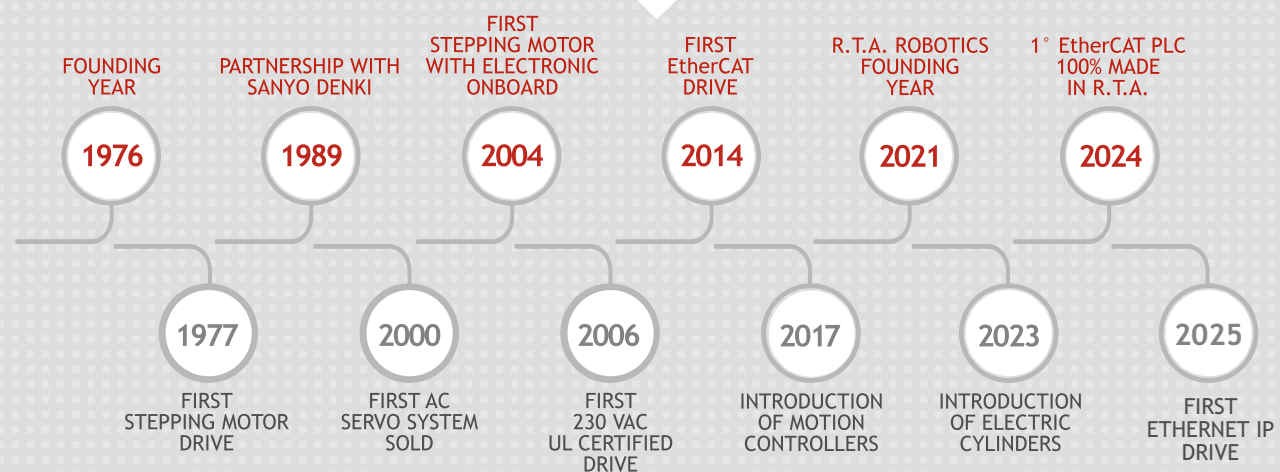 FOUNDING
YEAR
1976
FIRST
STEPPING MOTOR
DRIVE
1977
PARTNERSHIP WITH
SANYO DENKI
1989
FIRST AC
SERVO SYSTEM
SOLD
2000
FIRST
STEPPING MOTOR
WITH ELECTRONIC
ONBOARD
2004
FIRST
230 VAC
UL CERTIFIED
DRIVE
2006
FIRST
EtherCAT
DRIVE
2014
INTRODUCTION
OF MOTION
CONTROLLERS
2017
R.T.A. ROBOTICS
FOUNDING
YEAR
2021
INTRODUCTION
OF ELECTRIC
CYLINDERS
2023
1° EtherCAT PLC
100% MADE
IN R.T.A.
2024
FIRST
ETHERNET IP
DRIVE
2025